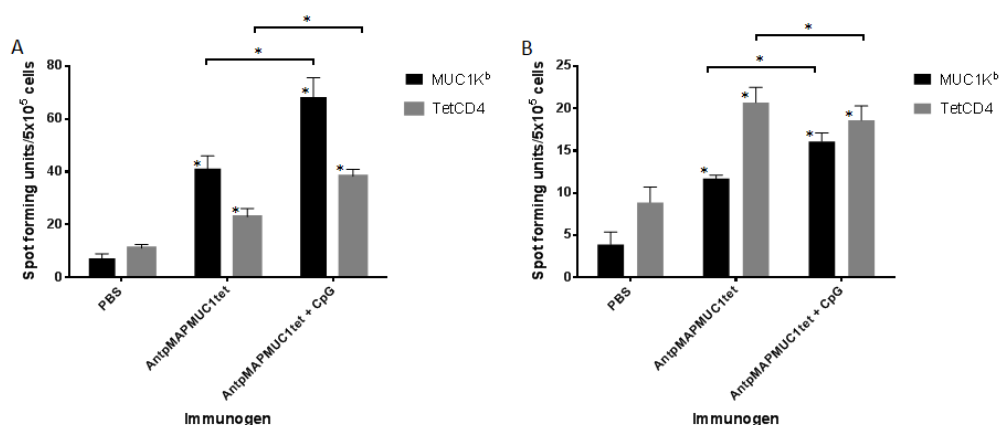 A
Spot forming units/5x10⁵ cells
80
60
40
20
0
*
*
*
*
*
*
MUC1Kᵇ
TetCD4
PBS
AntpMAPMUC1tet
AntpMAPMUC1tet + CpG
Immunogen
B
Spot forming units/5x10⁵ cells
25
20
15
10
5
0
*
*
*
*
*
*
MUC1Kᵇ
TetCD4
PBS
AntpMAPMUC1tet
AntpMAPMUC1tet + CpG
Immunogen